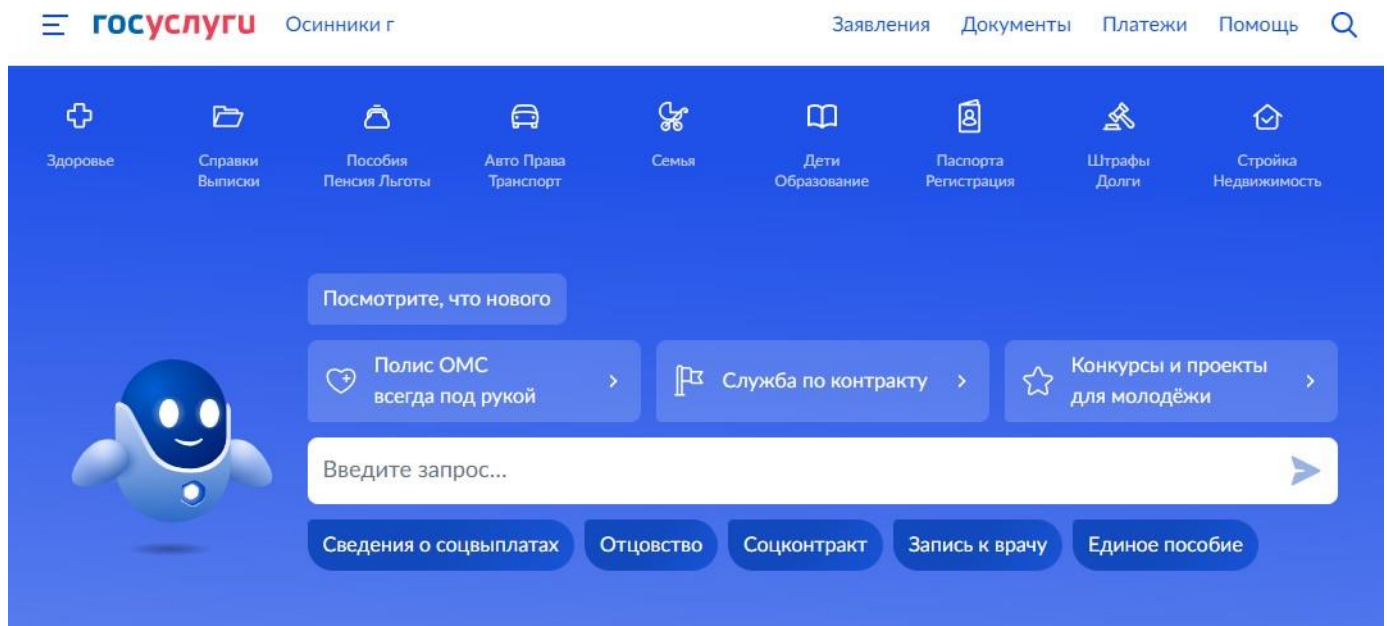 госуслуги Осинники г Заявления Документы Платежи Помощь
Здоровье
Справки
Выписки
Пособия
Пенсия Льготы
Авто Права
Транспорт
Семья
Дети
Образование
Паспорта
Регистрация
Штрафы
Долги
Стройка
Недвижимость
Посмотрите, что нового
Полис ОМС
всегда под рукой
Служба по контракту
Конкурсы и проекты
для молодёжи
Введите запрос...
Сведения о соцвыплатах Отцовство Соцконтракт Запись к врачу Единое пособие